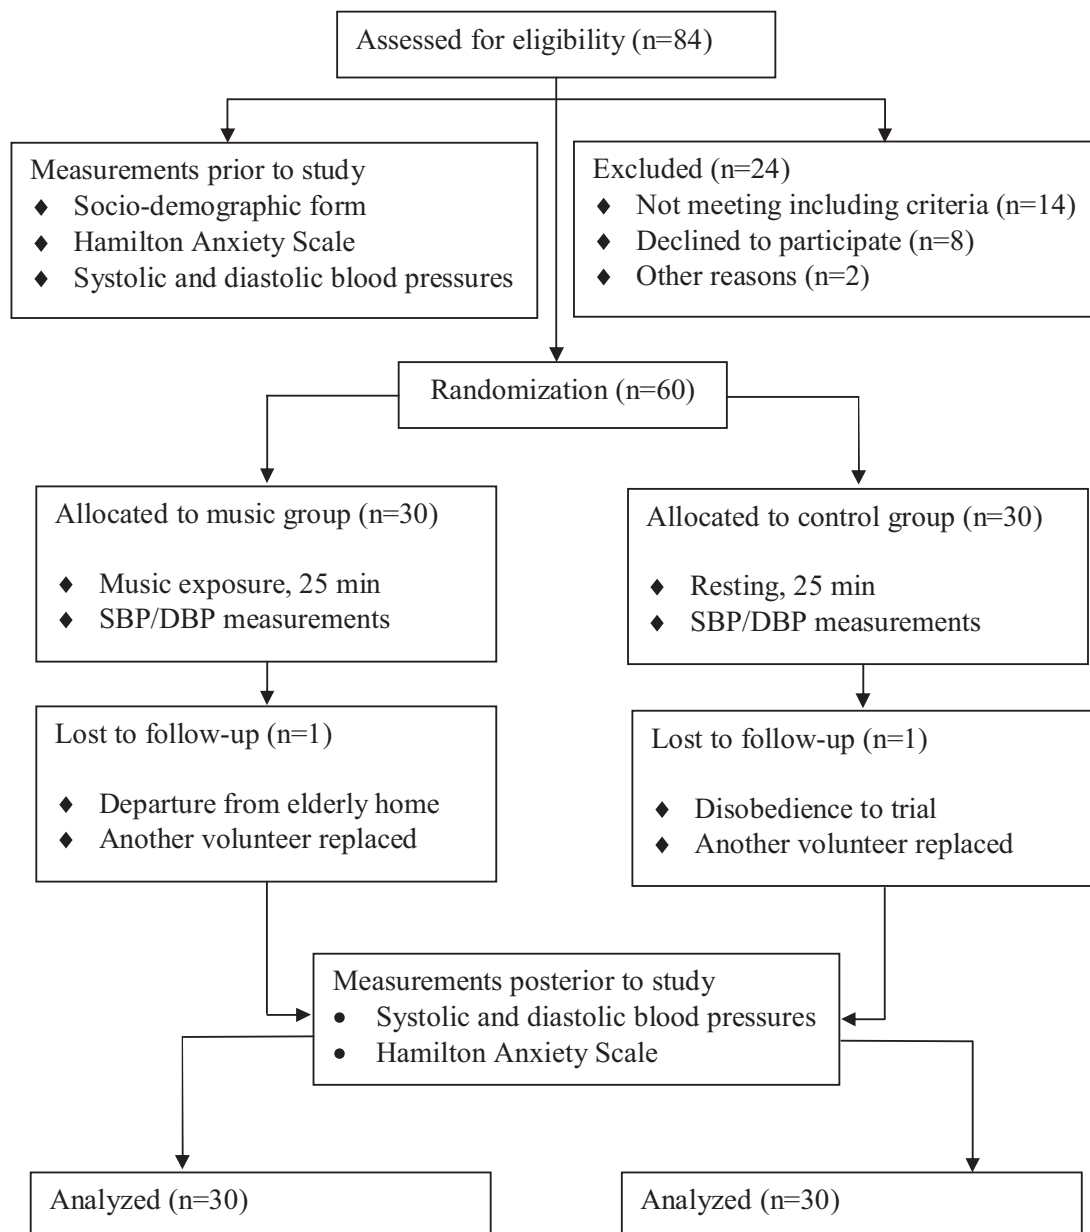 Assessed for eligibility (n=84)
Measurements prior to study
♦ Socio-demographic form
♦ Hamilton Anxiety Scale
♦ Systolic and diastolic blood pressures
Excluded (n=24)
♦ Not meeting including criteria (n=14)
♦ Declined to participate (n=8)
♦ Other reasons (n=2)
Randomization (n=60)
Allocated to music group (n=30)
♦ Music exposure, 25 min
♦ SBP/DBP measurements
Allocated to control group (n=30)
♦ Resting, 25 min
♦ SBP/DBP measurements
Lost to follow-up (n=1)
♦ Departure from elderly home
♦ Another volunteer replaced
Lost to follow-up (n=1)
♦ Disobedience to trial
♦ Another volunteer replaced
Measurements posterior to study
• Systolic and diastolic blood pressures
• Hamilton Anxiety Scale
Analyzed (n=30)
Analyzed (n=30)